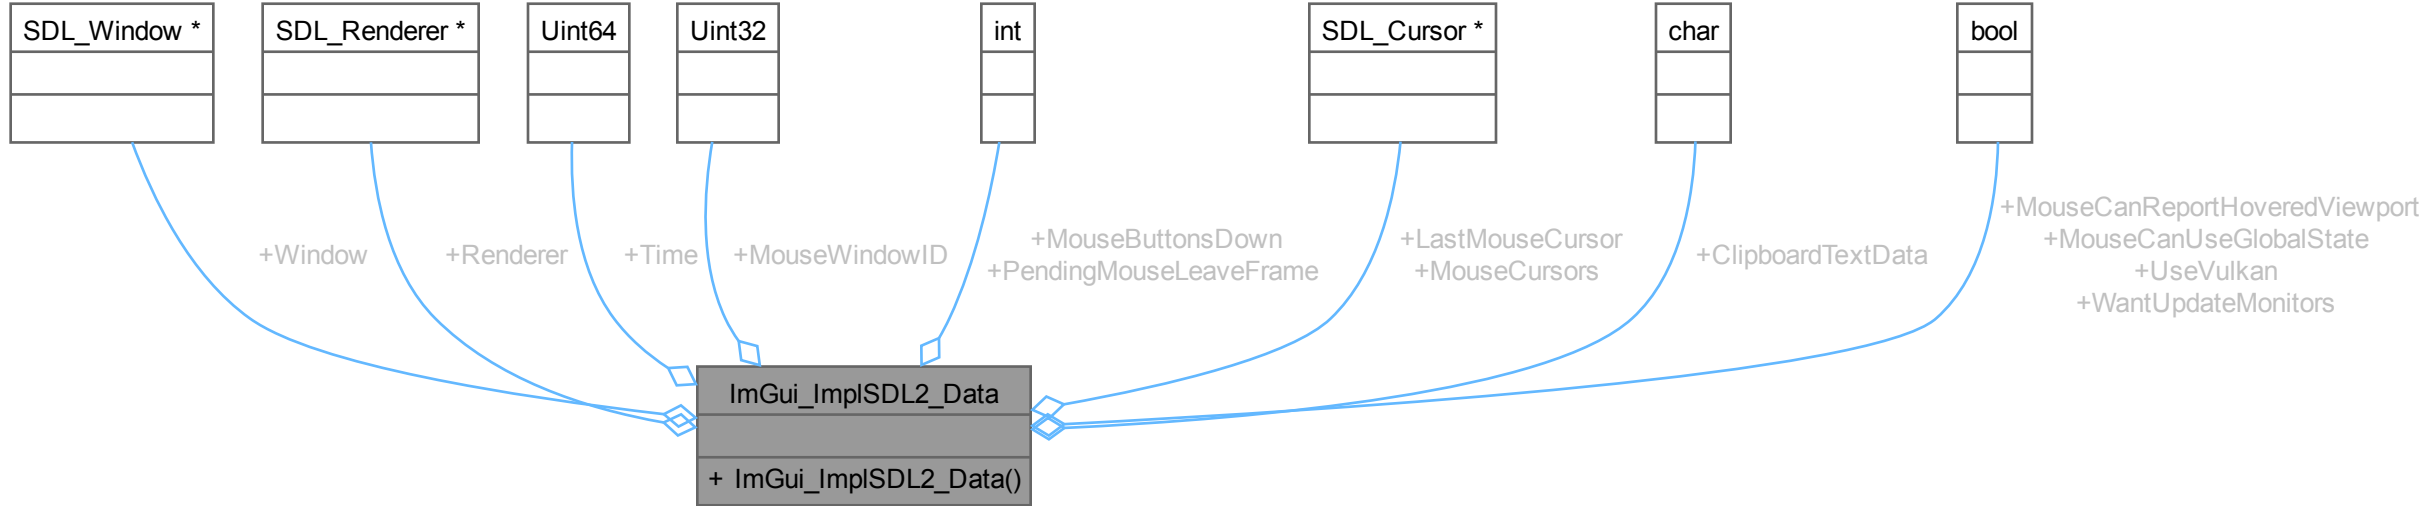 SDL_Window *
SDL_Renderer *
Uint64
Uint32
int
SDL_Cursor *
char
bool
+Window
+Renderer
+Time
+MouseWindowID
+MouseButtonsDown
+PendingMouseLeaveFrame
+LastMouseCursor
+MouseCursors
+ClipboardTextData
+MouseCanReportHoveredViewport
+MouseCanUseGlobalState
+UseVulkan
+WantUpdateMonitors
ImGui_ImplSDL2_Data
+ ImGui_ImplSDL2_Data()